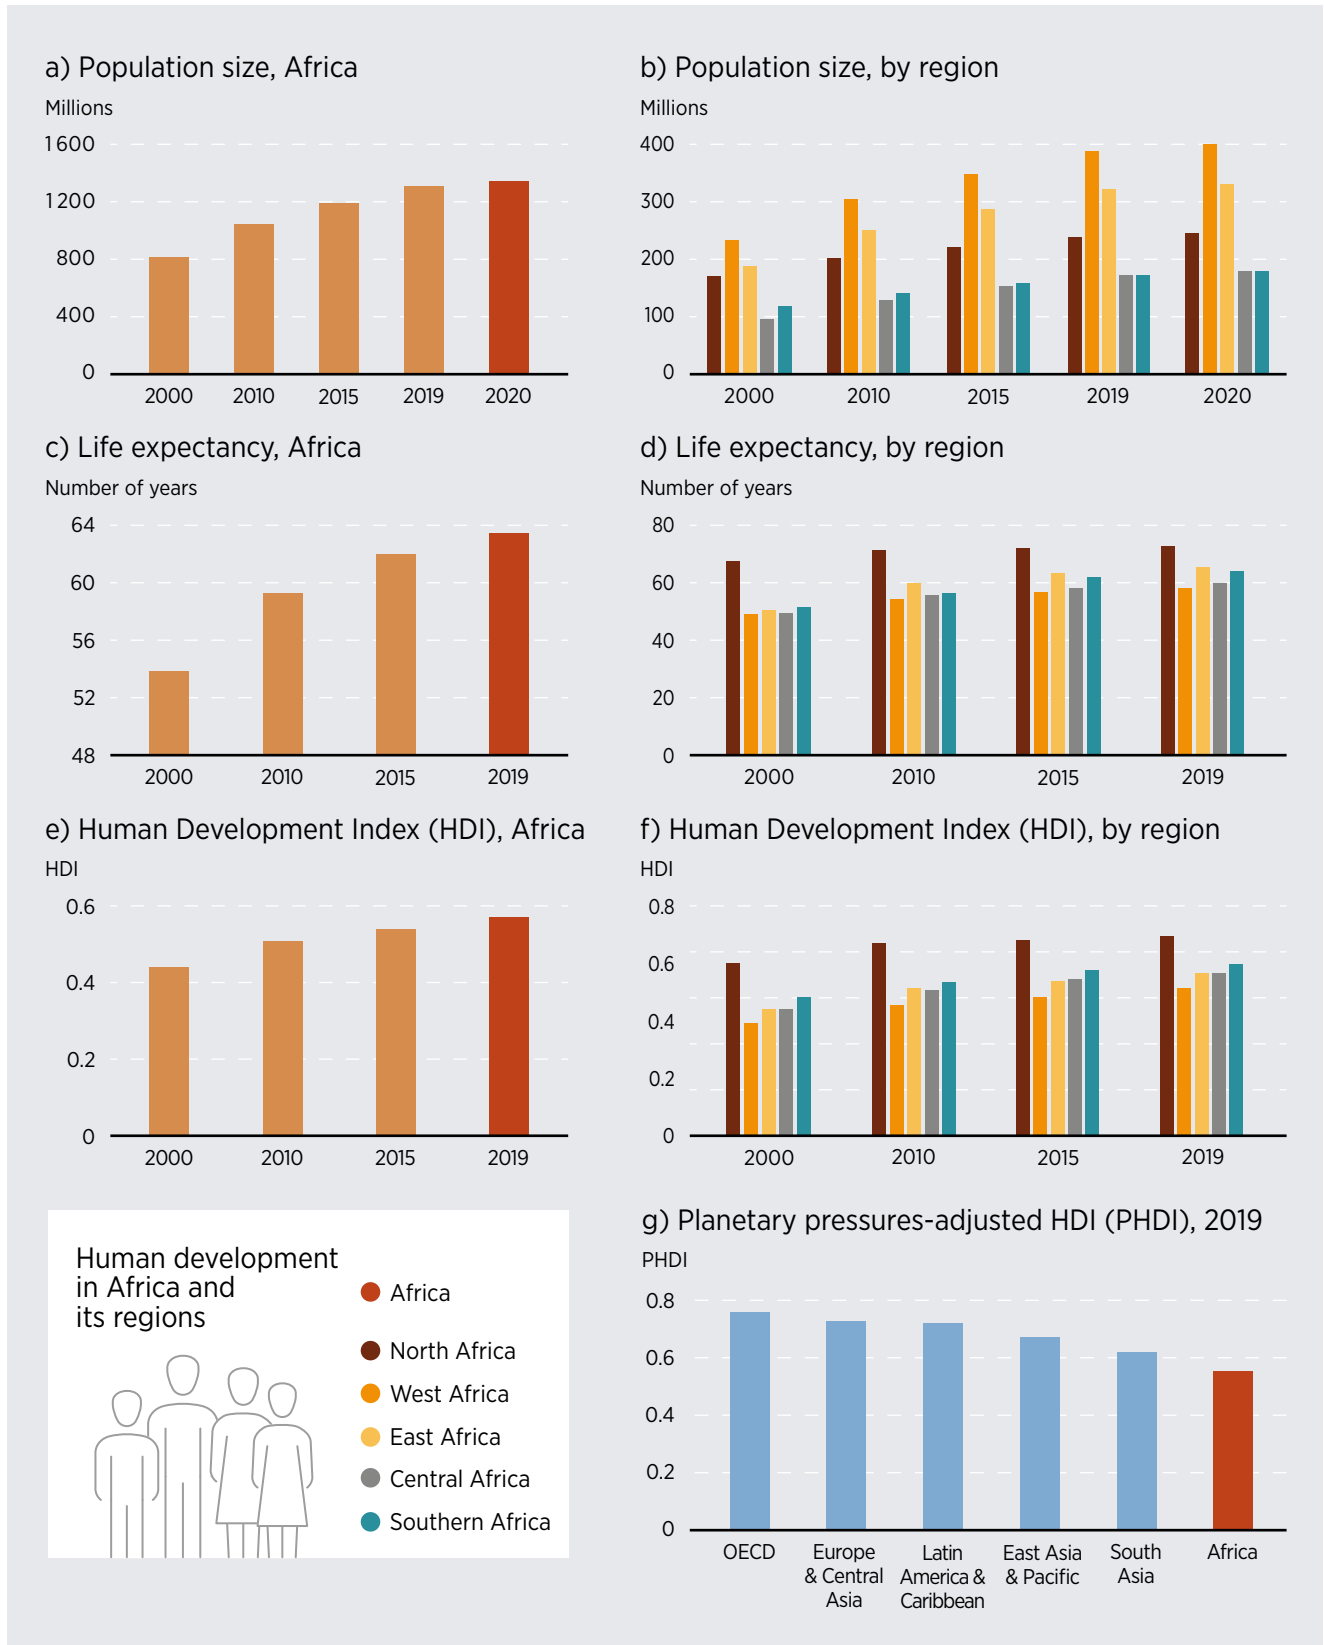 a) Population size, Africa
Millions
1600
1200
800
400
0
2000 2010 2015 2019 2020
b) Population size, by region
Millions
400
300
200
100
0
2000 2010 2015 2019 2020
c) Life expectancy, Africa
Number of years
64
60
56
52
48
2000 2010 2015 2019
d) Life expectancy, by region
Number of years
80
60
40
20
0
2000 2010 2015 2019
e) Human Development Index (HDI), Africa
HDI
0.6
0.4
0.2
0
2000 2010 2015 2019
f) Human Development Index (HDI), by region
HDI
0.8
0.6
0.4
0.2
0
2000 2010 2015 2019
Human development
in Africa and
its regions
Africa
North Africa
West Africa
East Africa
Central Africa
Southern Africa
g) Planetary pressures-adjusted HDI (PHDI), 2019
PHDI
0.8
0.6
0.4
0.2
0
OECD
Europe
& Central
Asia
Latin
America &
Caribbean
East Asia
& Pacific
South
Asia
Africa